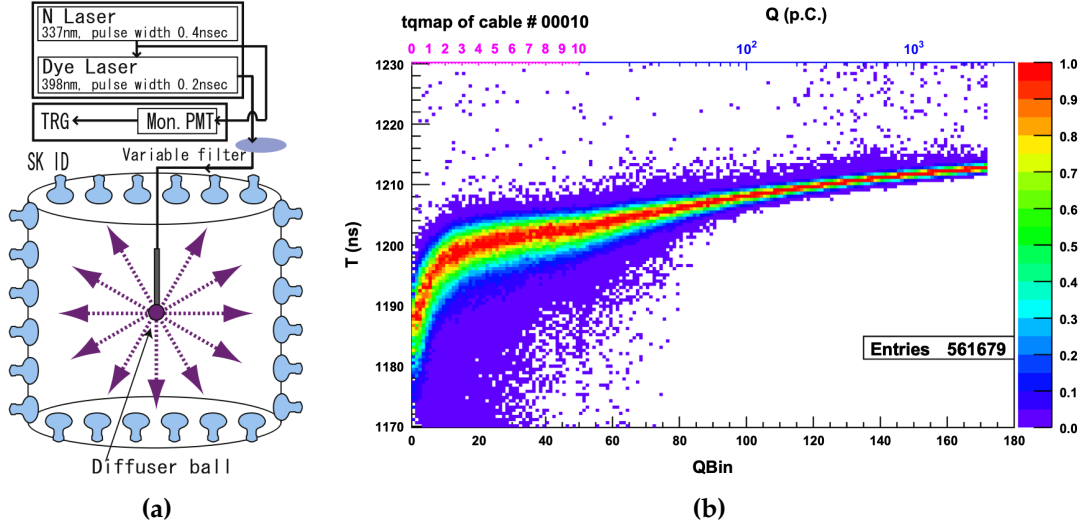 N Laser
337nm, pulse width 0.4nsec
Dye Laser
398nm, pulse width 0.2nsec
TRG
Mon. PMT
Variable filter
SK ID
Diffuser ball
(a)
tqmap of cable # 00010
Q (p.C.)
0 1 2 3 4 5 6 7 8 9 10
10²
10³
1230
1220
1210
1200
1190
1180
1170
T (ns)
Entries 561679
0 20 40 60 80 100 120 140 160 180
QBin
1.0
0.9
0.8
0.7
0.6
0.5
0.4
0.3
0.2
0.1
0.0
(b)